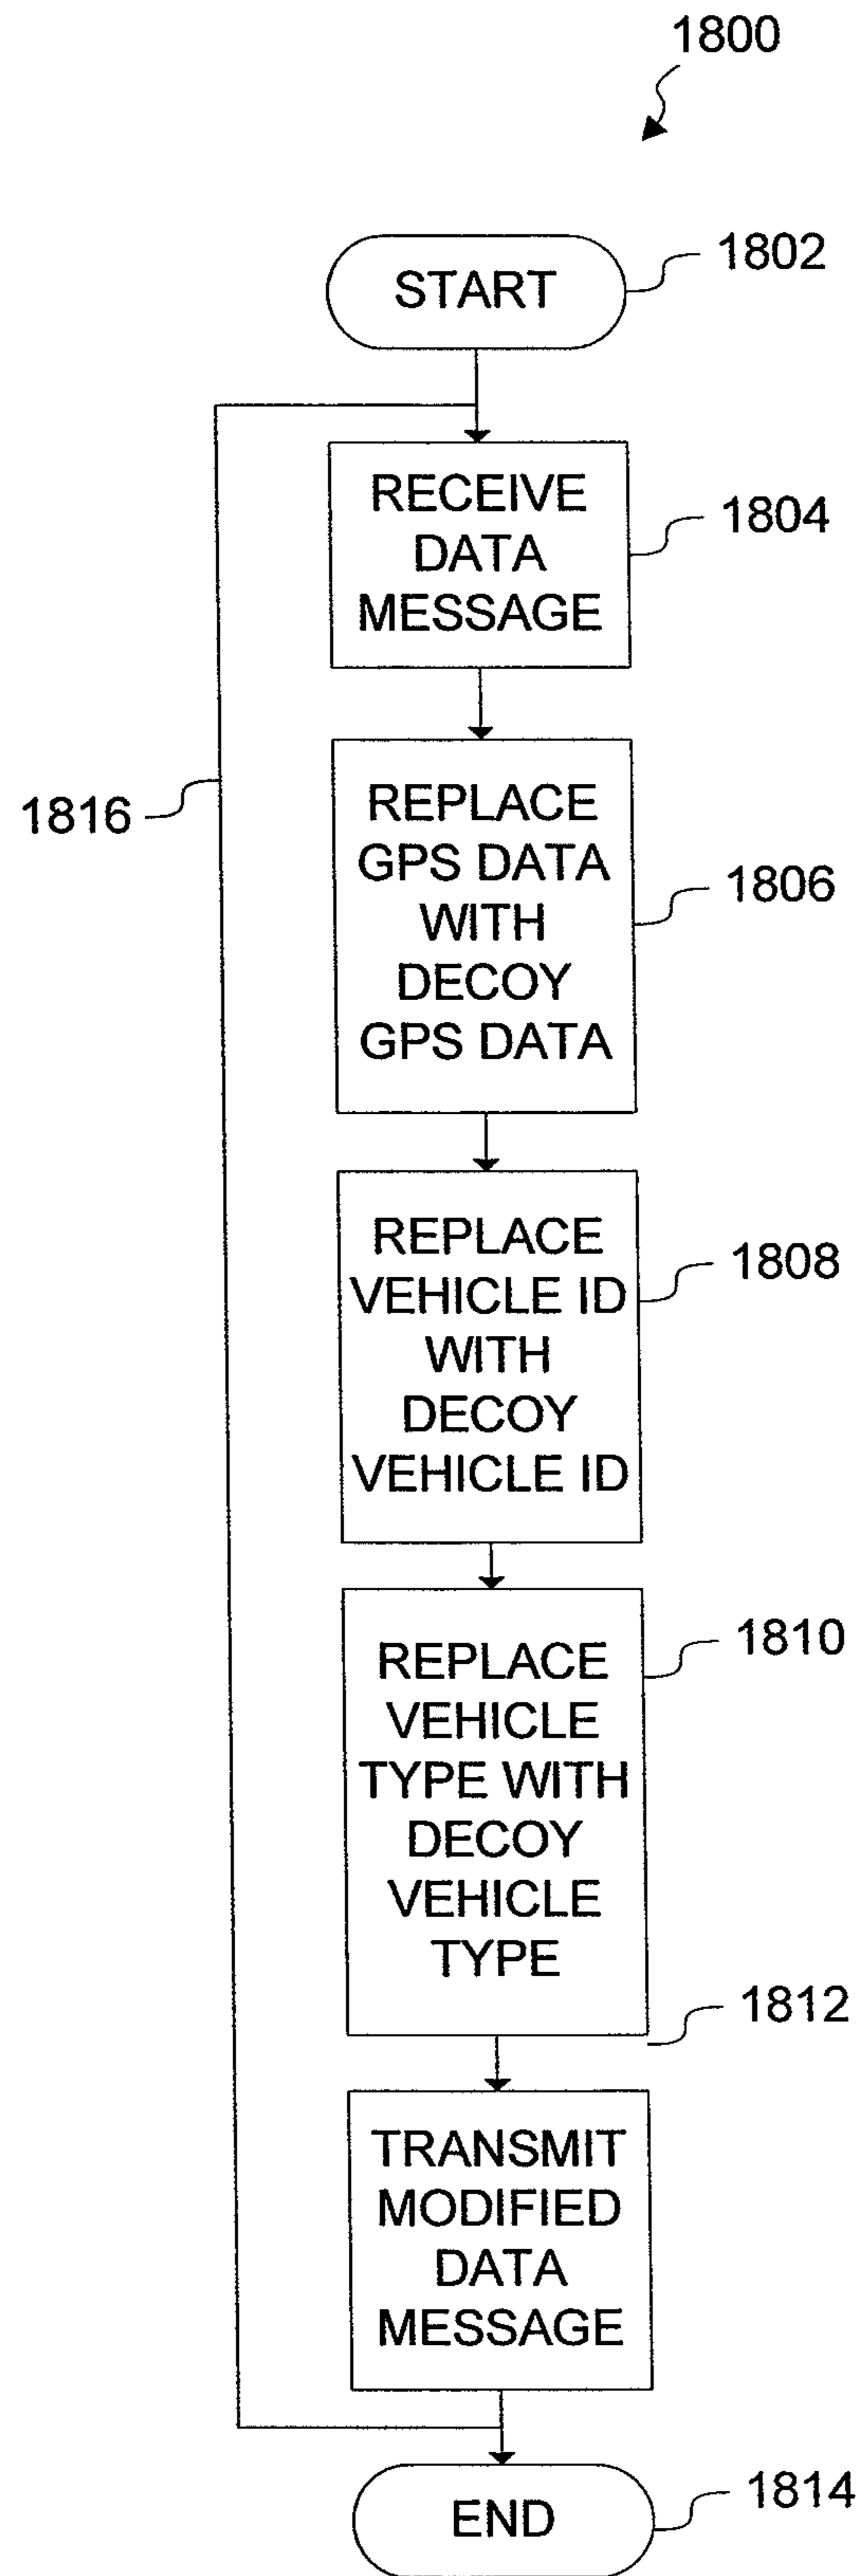 1800
START
1802
RECEIVE
DATA
MESSAGE
1804
1816
REPLACE
GPS DATA
WITH
DECOY
GPS DATA
1806
REPLACE
VEHICLE ID
WITH
DECOY
VEHICLE ID
1808
REPLACE
VEHICLE
TYPE WITH
DECOY
VEHICLE
TYPE
1810
1812
TRANSMIT
MODIFIED
DATA
MESSAGE
END
1814